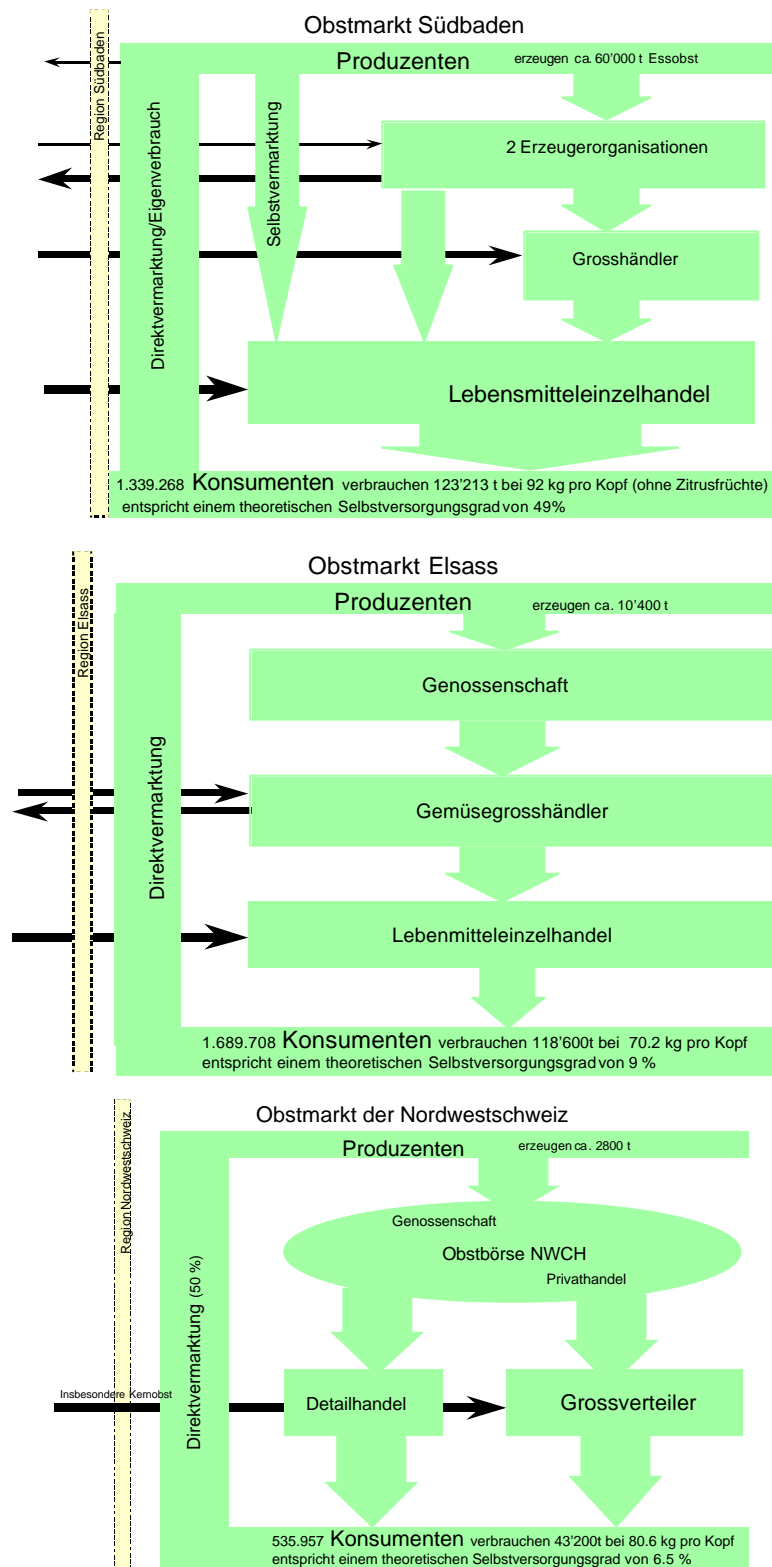 Obstmarkt Südbaden
Produzenten erzeugen ca. 60'000 t Essobst
Region Südbaden
Direktvermarktung/Eigenverbrauch
Selbstvermarktung
2 Erzeugerorganisationen
Grosshändler
Lebensmitteleinzelhandel
1.339.268 Konsumenten verbrauchen 123'213 t bei 92 kg pro Kopf (ohne Zitrusfrüchte)
entspricht einem theoretischen Selbstversorgungsgrad von 49%
Obstmarkt Elsass
Produzenten erzeugen ca. 10'400 t
Region Elsass
Direktvermarktung
Genossenschaft
Gemüsegrosshändler
Lebenmitteleinzelhandel
1.689.708 Konsumenten verbrauchen 118'600t bei 70.2 kg pro Kopf
entspricht einem theoretischen Selbstversorgungsgrad von 9 %
Obstmarkt der Nordwestschweiz
Produzenten erzeugen ca. 2800 t
Region Nordwestschweiz
Direktvermarktung (50 %)
Genossenschaft
Obstbörse NWCH
Privathandel
Insbesondere Kernobst
Detailhandel
Grossverteiler
535.957 Konsumenten verbrauchen 43'200t bei 80.6 kg pro Kopf
entspricht einem theoretischen Selbstversorgungsgrad von 6.5 %